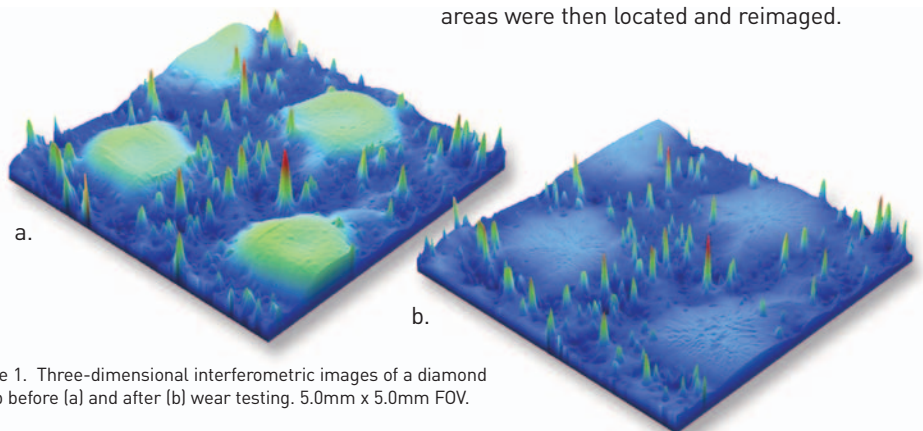 areas were then located and reimaged.
a.
b.
e 1. Three-dimensional interferometric images of a diamond
before (a) and after (b) wear testing. 5.0mm x 5.0mm FOV.